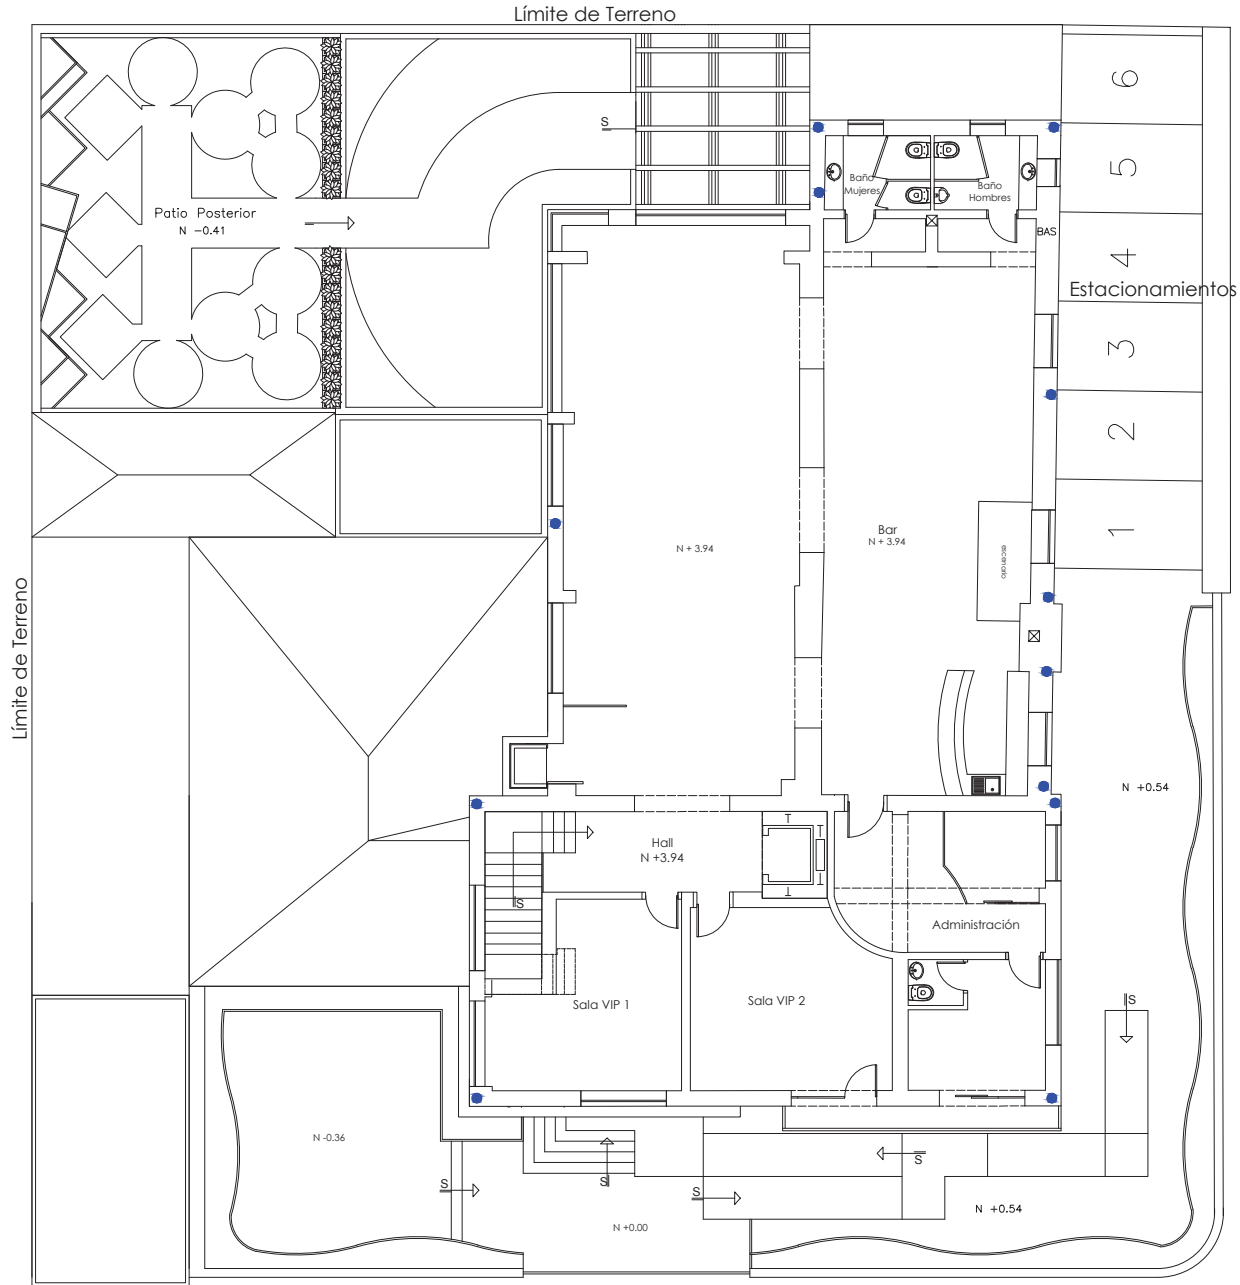 Límite de Terreno
6
S
5
Baño
Mujeres
Baño
Hombres
Patio Posterior
N -0.41
BAS
4
Estacionamientos
3
2
1
Bar
N + 3.94
N + 3.94
escenario
Límite de Terreno
N +0.54
Hall
N +3.94
S
Administración
Sala VIP 1
Sala VIP 2
S
N -0.36
S
S
S
S
N +0.54
N +0.00